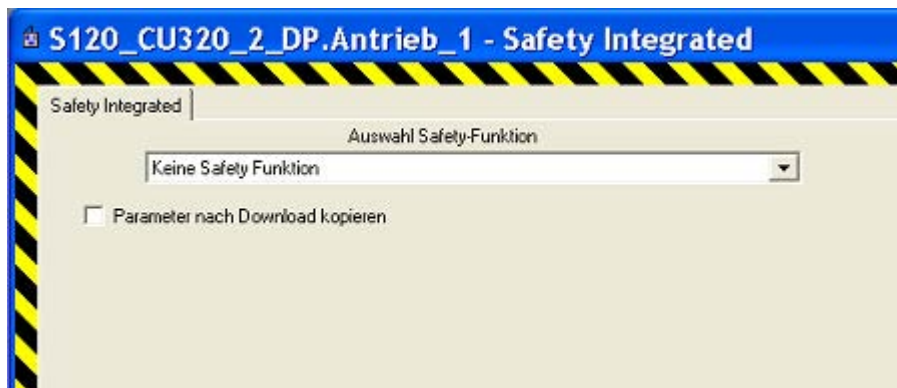 S120_CU320_2_DP.Antrieb_1 - Safety Integrated
Safety Integrated
Auswahl Safety-Funktion
Keine Safety Funktion
Parameter nach Download kopieren